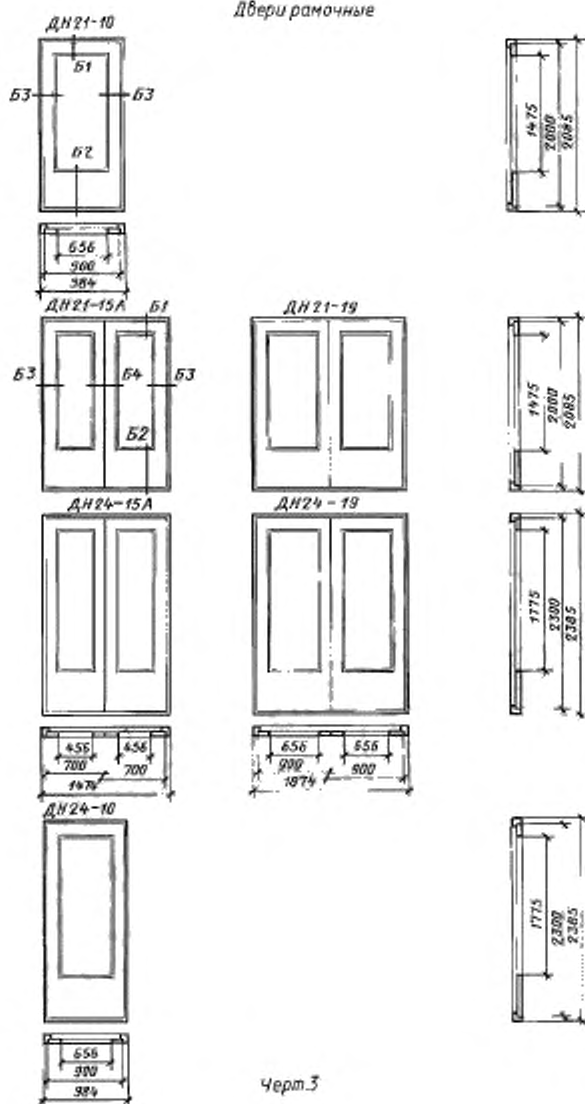 Двери рамочные
ДН21-10
Б1
Б3 Б3
Б2
1475
2000
2085
656
900
984
ДН21-15А Б1 ДН21-19
Б3 Б4 Б3
Б2
1475
2000
2085
ДН24-15А ДН24-19
1775
2300
2385
456 456 656 656
700 700 900 900
1474 1874
ДН24-10
1775
2300
2385
656
900
984
Черт.3